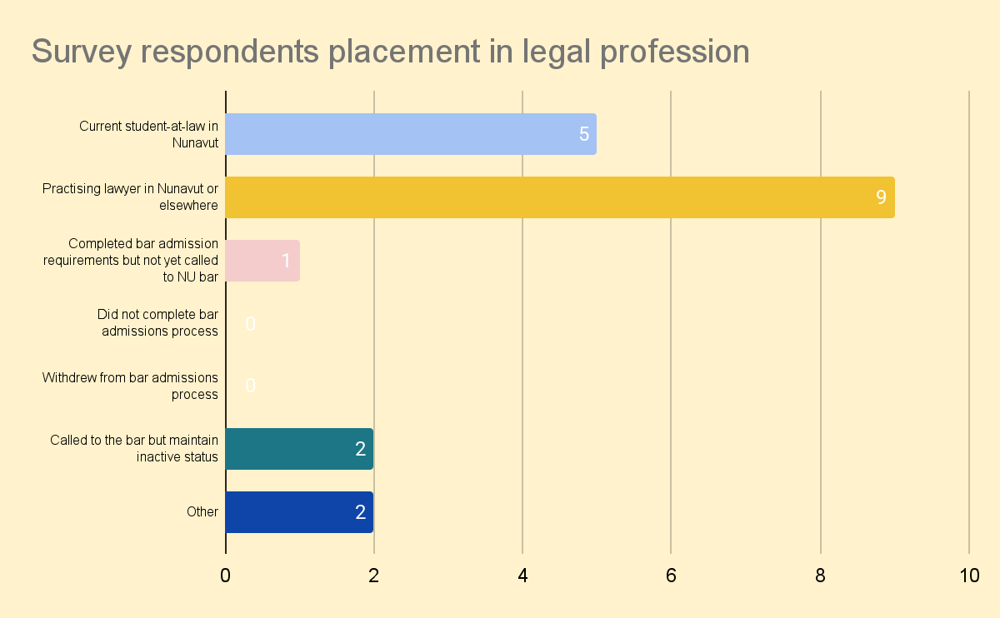 Survey respondents placement in legal profession
Current student-at-law in
Nunavut
5
Practising lawyer in Nunavut or
elsewhere
9
Completed bar admission
requirements but not yet called
to NU bar
1
Did not complete bar
admissions process
0
Withdrew from bar admissions
process
0
Called to the bar but maintain
inactive status
2
Other
2
0 2 4 6 8 10